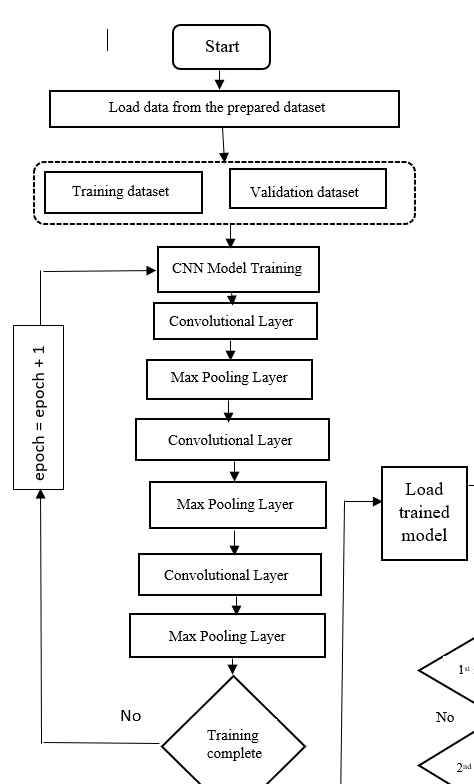 Start
Load data from the prepared dataset
Training dataset
Validation dataset
CNN Model Training
Convolutional Layer
epoch = epoch + 1
Max Pooling Layer
Convolutional Layer
Max Pooling Layer
Load
trained
model
Convolutional Layer
Max Pooling Layer
1st
No
No
Training
complete
2nd